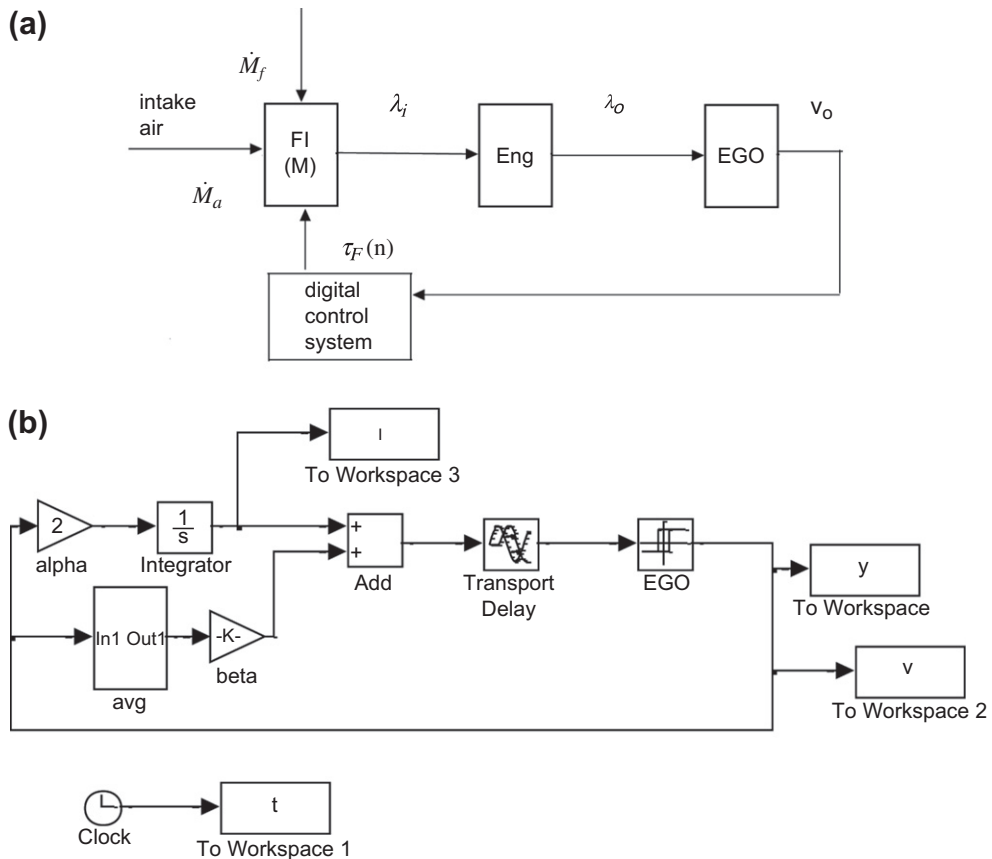 (a)
Ṁf
λi
λo
vo
intake
air
FI
(M)
Eng
EGO
Ṁa
τF(n)
digital
control
system
(b)
I
To Workspace 3
2
alpha
1
s
Integrator
+
+
Add
Transport
Delay
EGO
y
To Workspace
In1 Out1
avg
-K-
beta
v
To Workspace 2
Clock
t
To Workspace 1